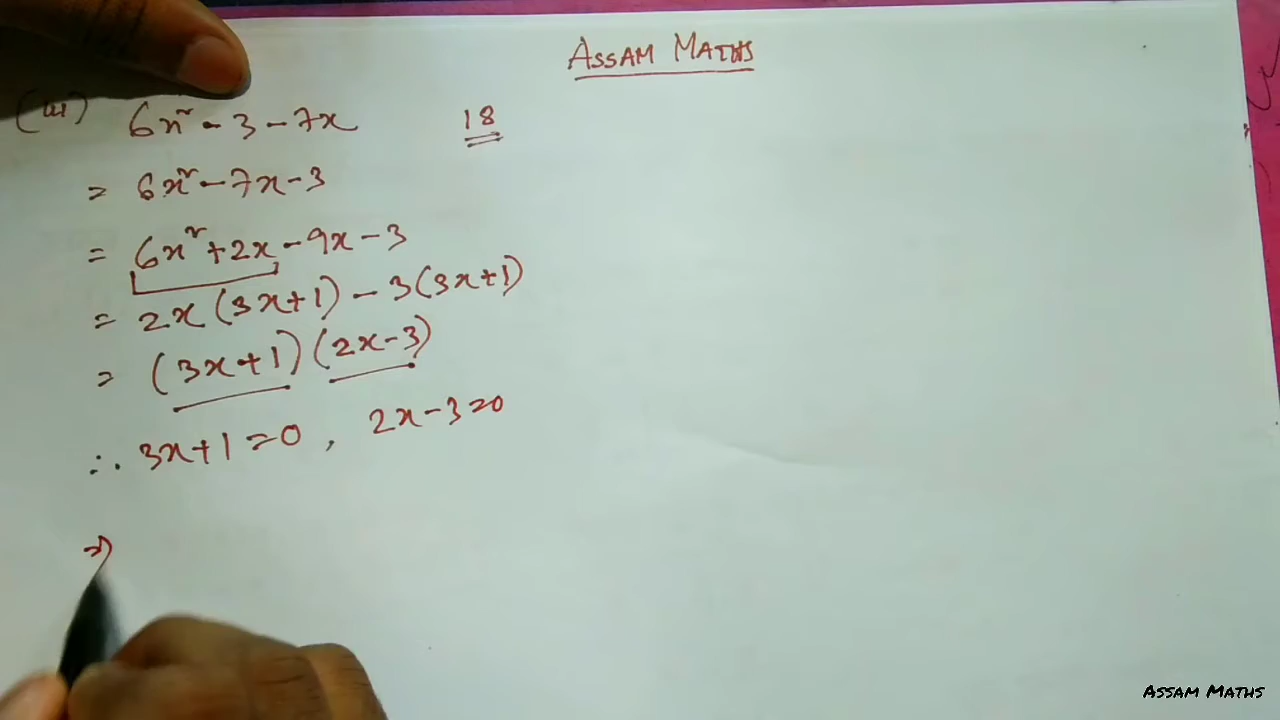 ASSAM MATHS
(iii) 6x² - 3 - 7x 18
= 6x² - 7x - 3
= 6x² + 2x - 9x - 3
= 2x (3x+1) - 3(3x+1)
= (3x+1) (2x-3)
∴ 3x+1 = 0 , 2x-3=0
⇒
ASSAM MATHS